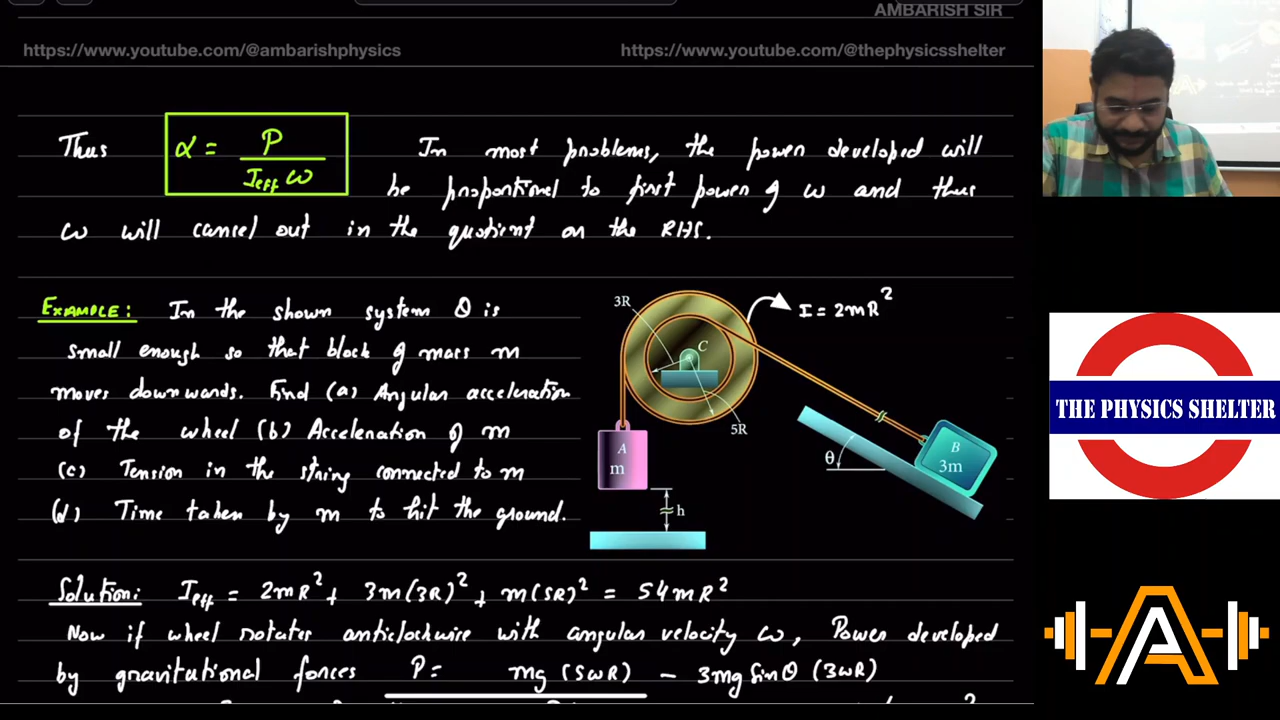 AMBARISH SIR
https://www.youtube.com/@ambarishphysics
https://www.youtube.com/@thephysicsshelter
Thus α = P / I_eff ω In most problems, the power developed will
be proportional to first power of ω and thus
ω will cancel out in the quotient on the RHS.
EXAMPLE: In the shown system θ is
small enough so that block of mass m
moves downwards. Find (a) Angular acceleration
of the wheel (b) Acceleration of m
(c) Tension in the string connected to m
(d) Time taken by m to hit the ground.
3R
I = 2mR²
C
5R
A
m
θ
B
3m
h
Solution: I_eff = 2mR² + 3m(3R)² + m(5R)² = 54mR²
Now if wheel rotates anticlockwise with angular velocity ω, Power developed
by gravitational forces P = mg (5ωR) - 3mg Sinθ (3ωR)
THE PHYSICS SHELTER